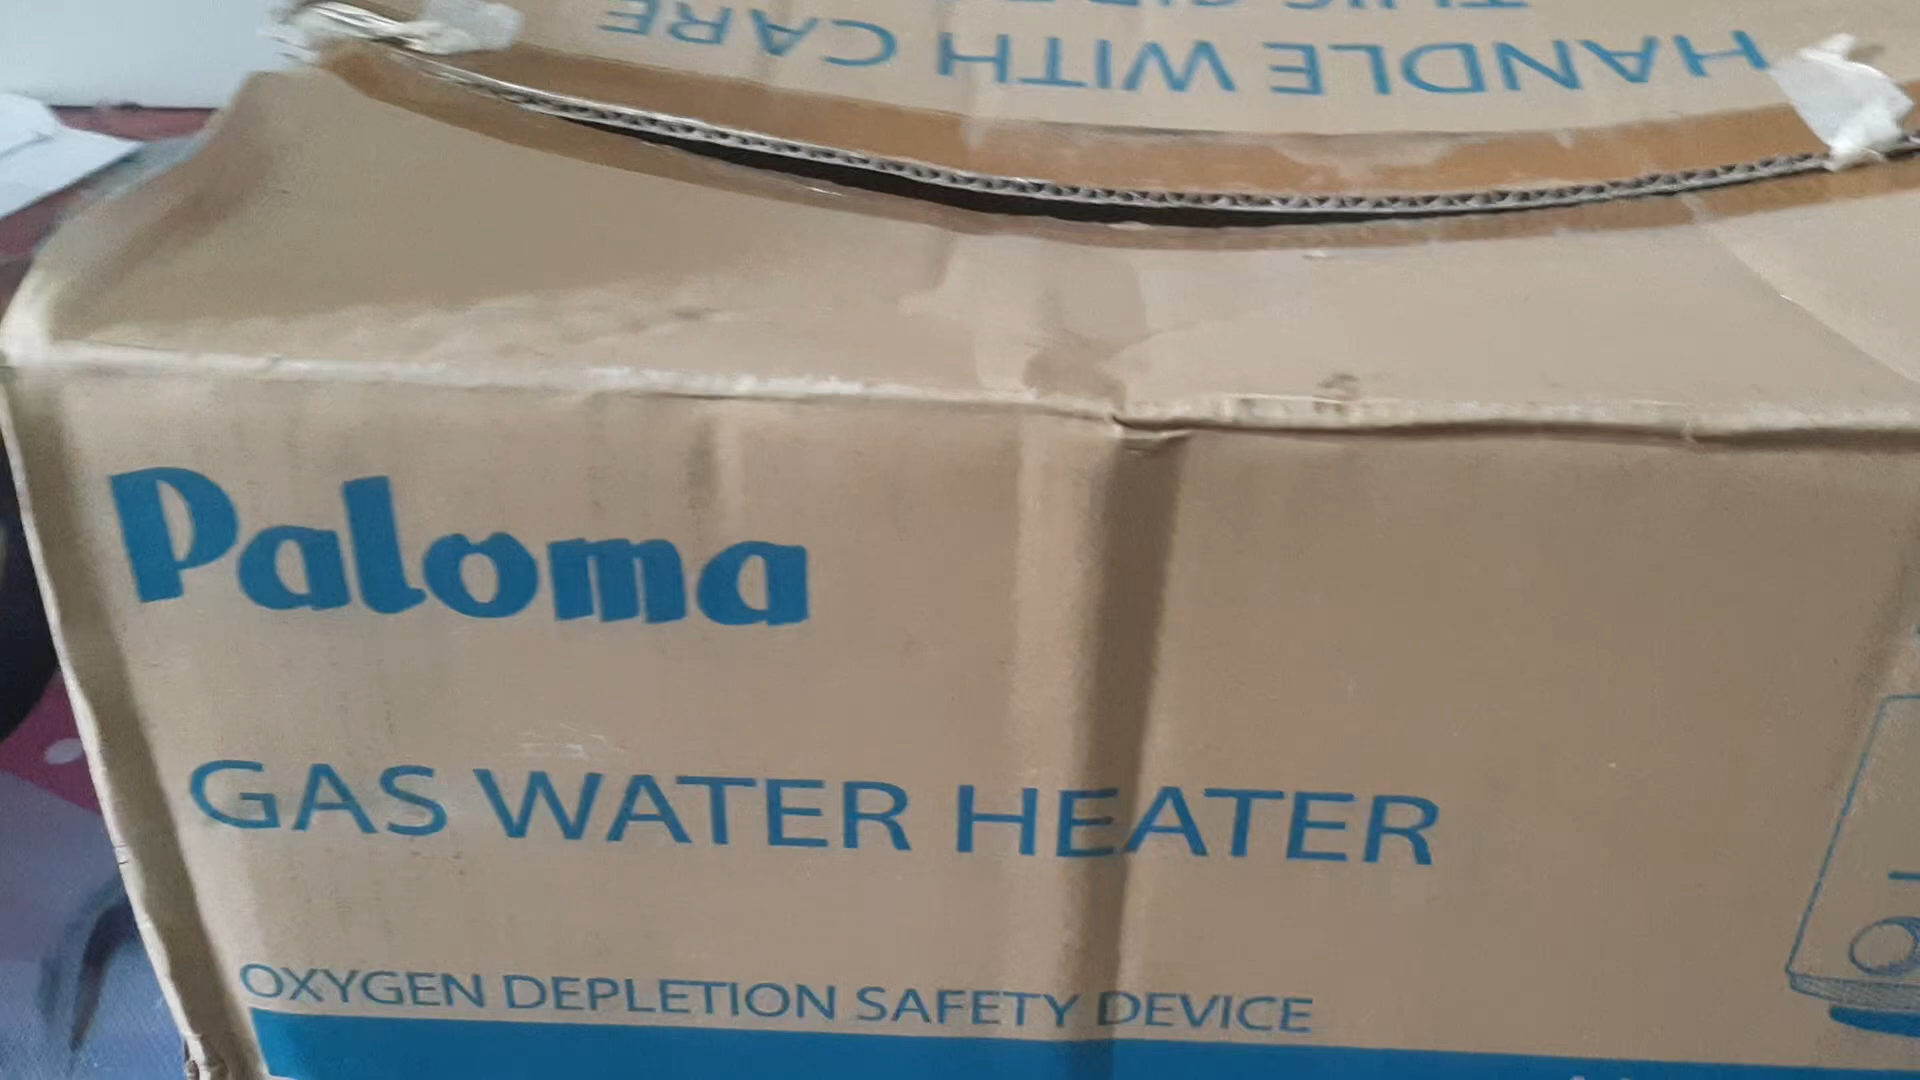 HANDLE WITH CARE
Paloma
GAS WATER HEATER
OXYGEN DEPLETION SAFETY DEVICE